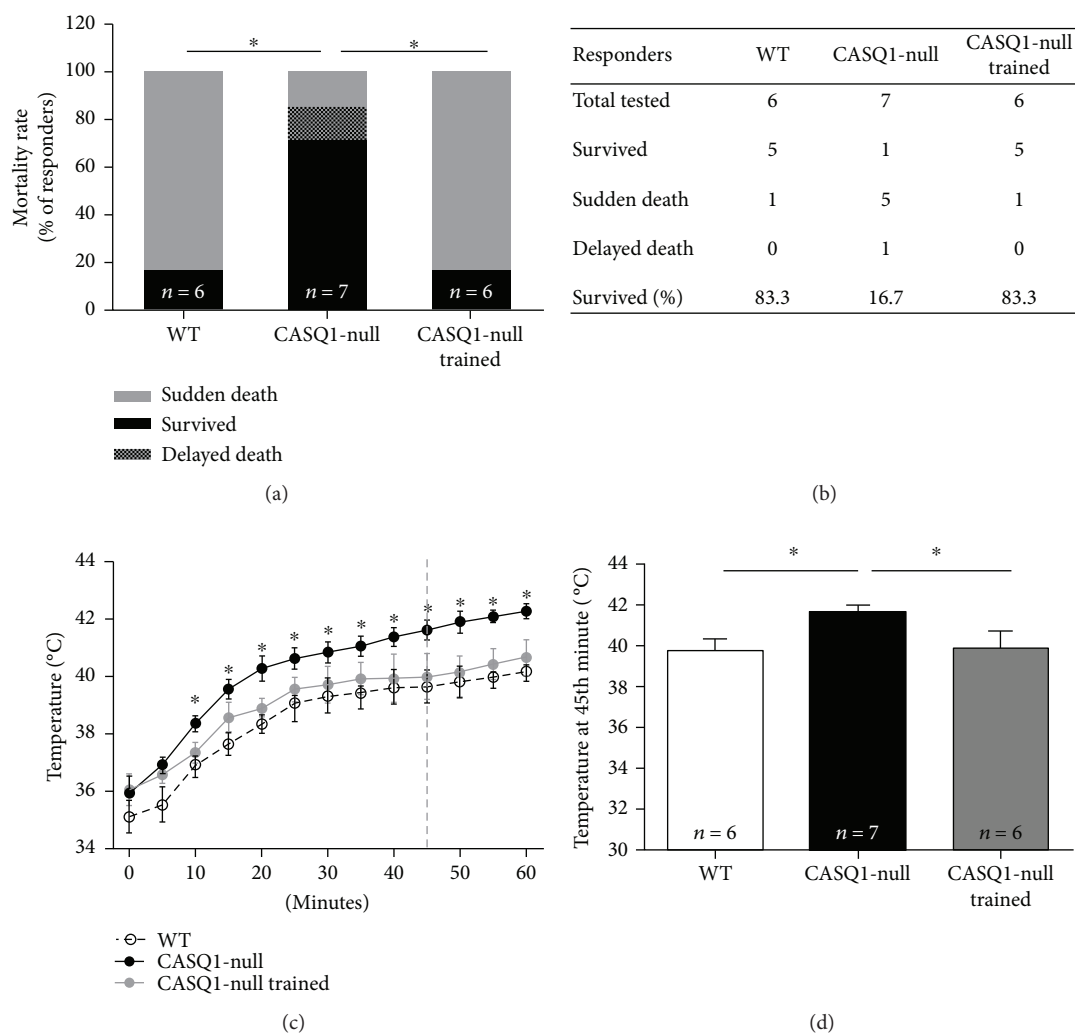 120
100
80
60
40
20
0
Mortality rate
(% of responders)
*
*
n = 6
n = 7
n = 6
WT
CASQ1-null
CASQ1-null
trained
Sudden death
Survived
Delayed death
(a)
Responders WT CASQ1-null CASQ1-null trained
Total tested 6 7 6
Survived 5 1 5
Sudden death 1 5 1
Delayed death 0 1 0
Survived (%) 83.3 16.7 83.3
(b)
44
42
40
38
36
34
Temperature (°C)
* * * * * * * * * * *
0 10 20 30 40 50 60
(Minutes)
WT
CASQ1-null
CASQ1-null trained
(c)
44
42
40
38
36
34
32
30
Temperature at 45th minute (°C)
*
*
n = 6
n = 7
n = 6
WT
CASQ1-null
CASQ1-null
trained
(d)